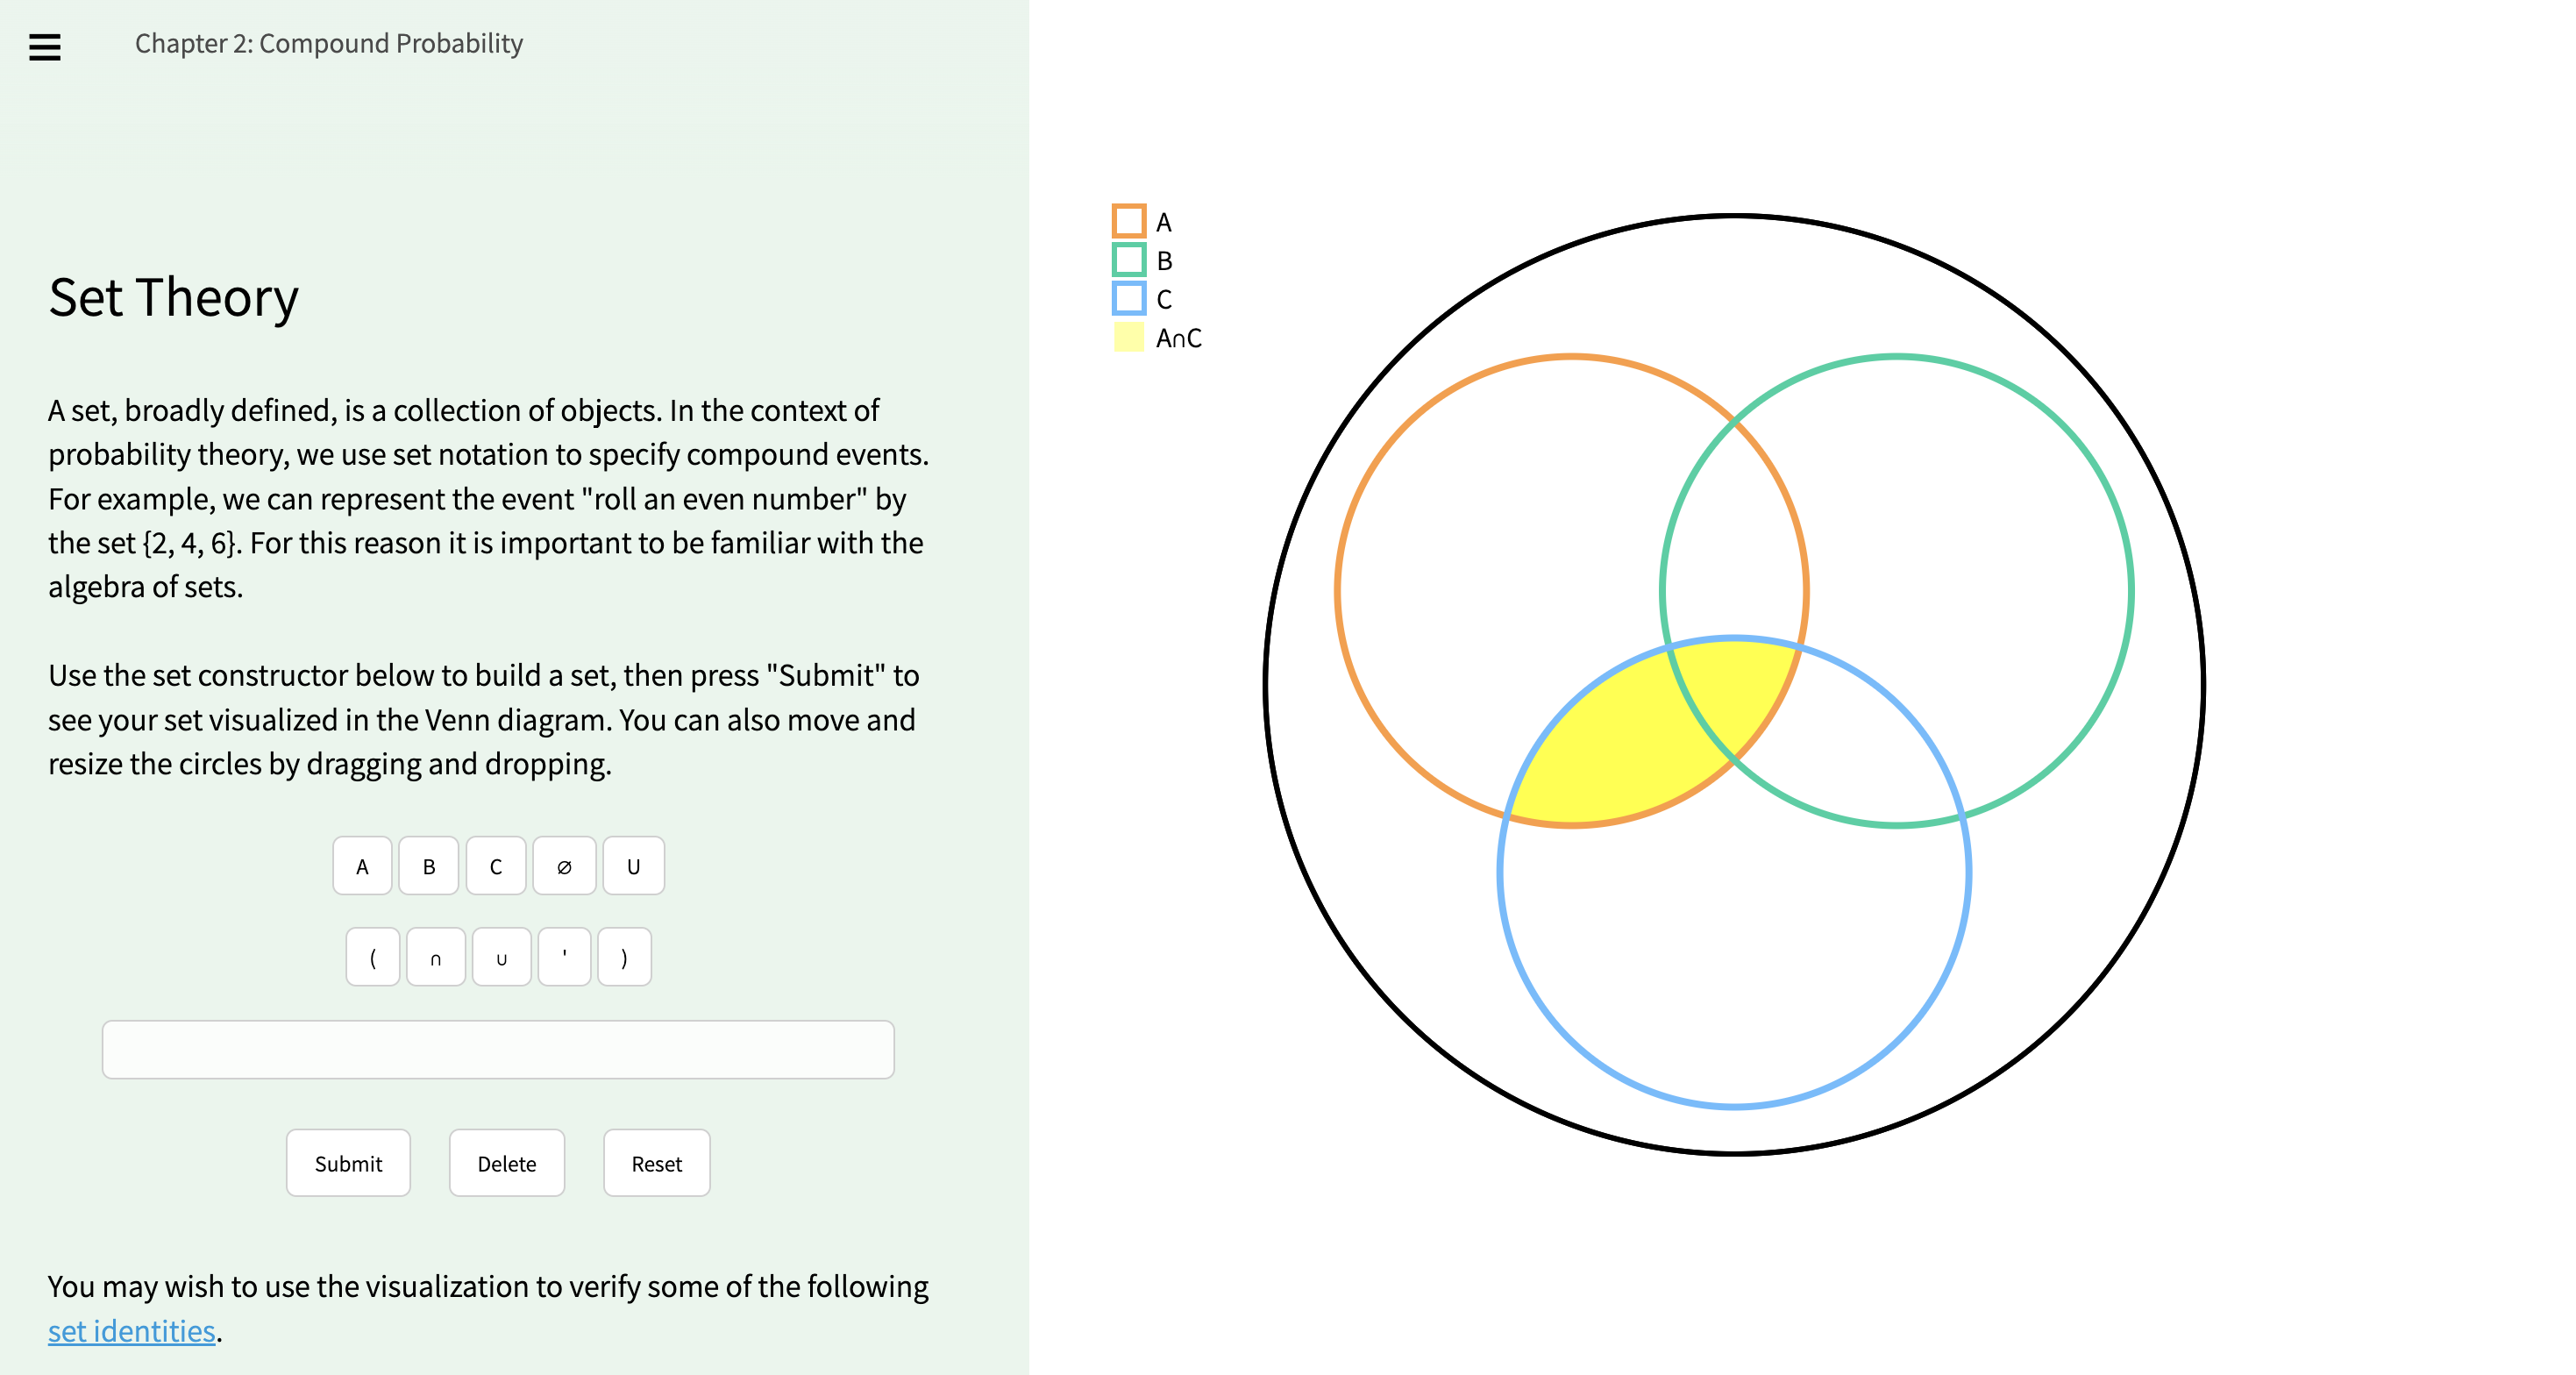 Chapter 2: Compound Probability
Set Theory
A set, broadly defined, is a collection of objects. In the context of
probability theory, we use set notation to specify compound events.
For example, we can represent the event "roll an even number" by
the set {2, 4, 6}. For this reason it is important to be familiar with the
algebra of sets.
Use the set constructor below to build a set, then press "Submit" to
see your set visualized in the Venn diagram. You can also move and
resize the circles by dragging and dropping.
A B C ∅ U
( ∩ ∪ ' )
Submit Delete Reset
You may wish to use the visualization to verify some of the following
set identities.
A
B
C
A∩C